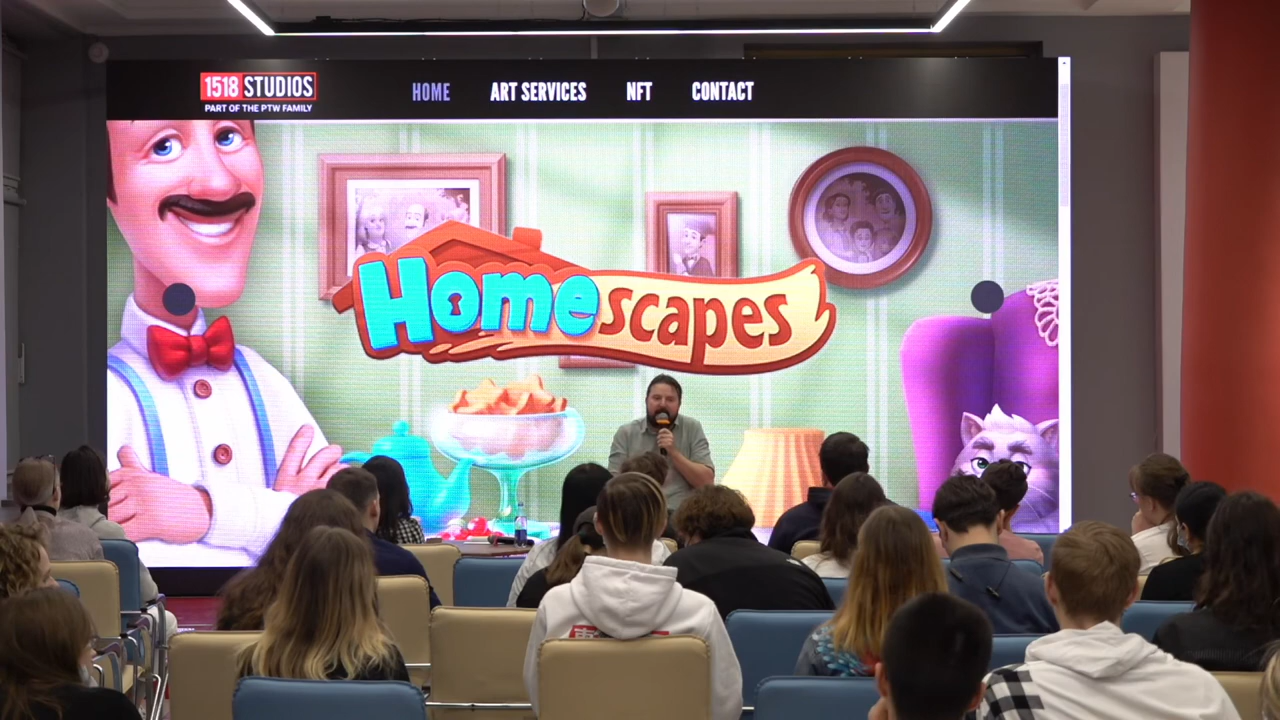 1518 STUDIOS
PART OF THE PTW FAMILY
HOME ART SERVICES NFT CONTACT
Homescapes